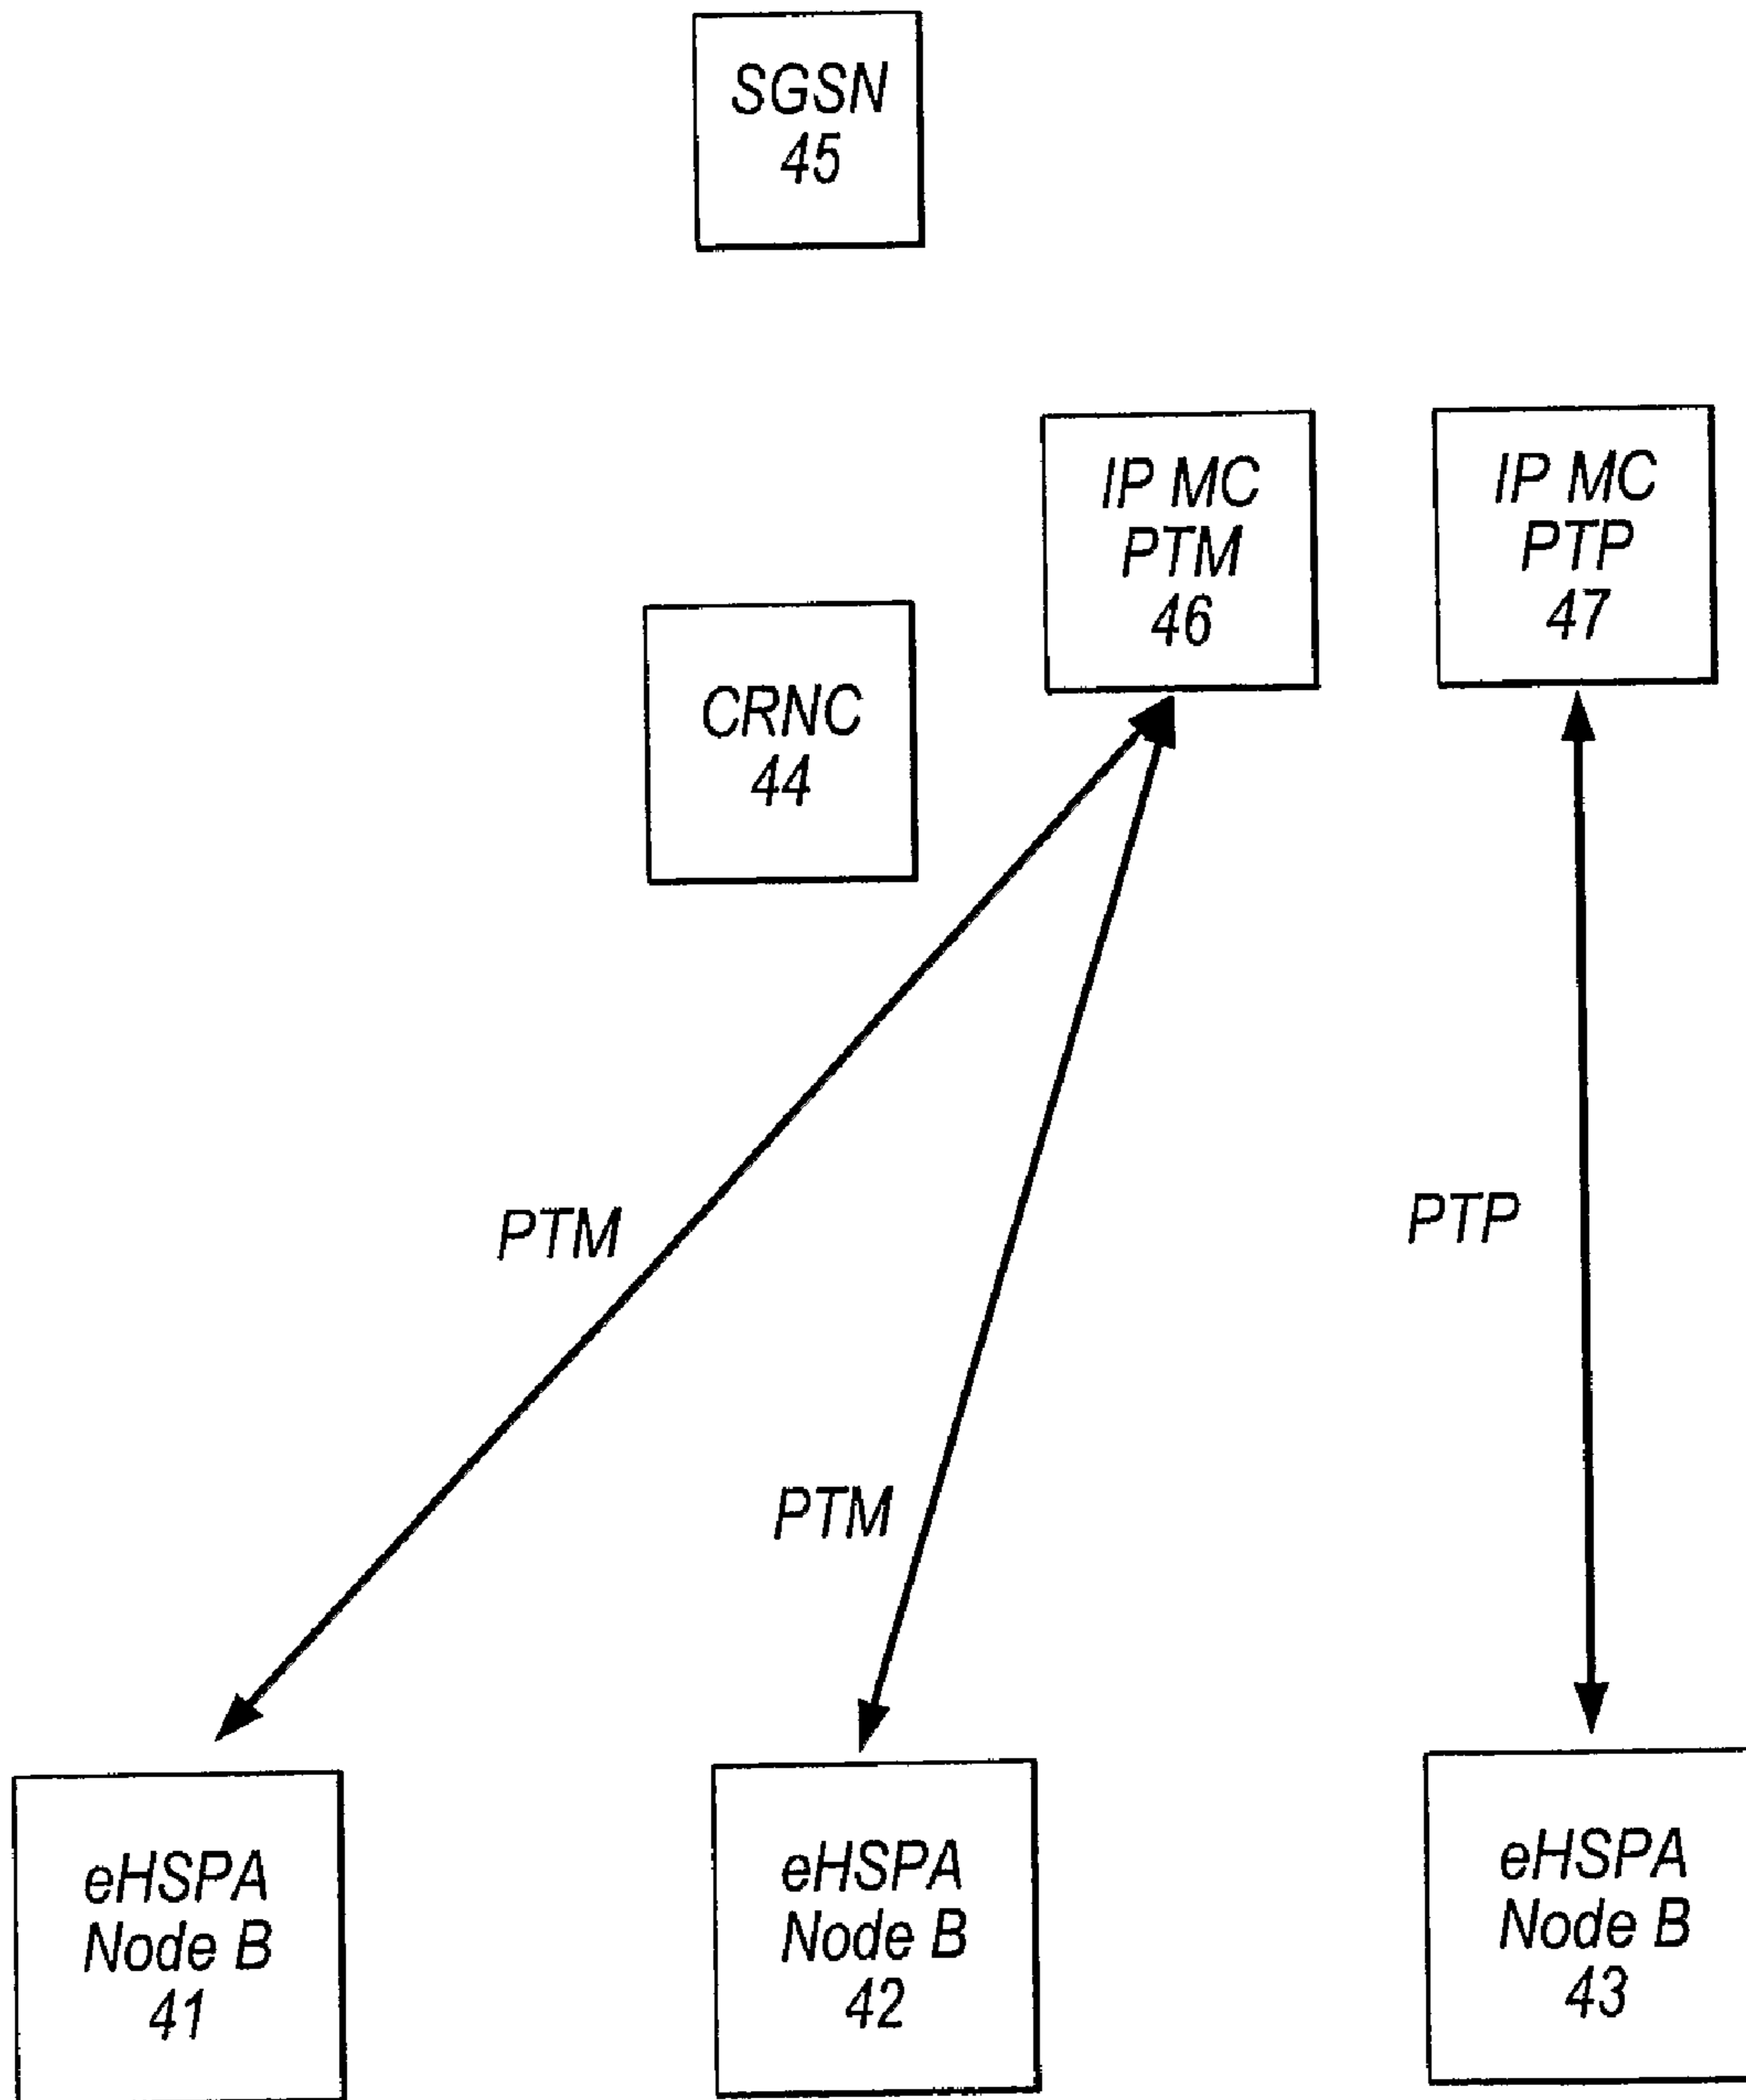 SGSN
45
IP MC
PTM
46
IP MC
PTP
47
CRNC
44
PTM
PTP
PTM
eHSPA
Node B
41
eHSPA
Node B
42
eHSPA
Node B
43